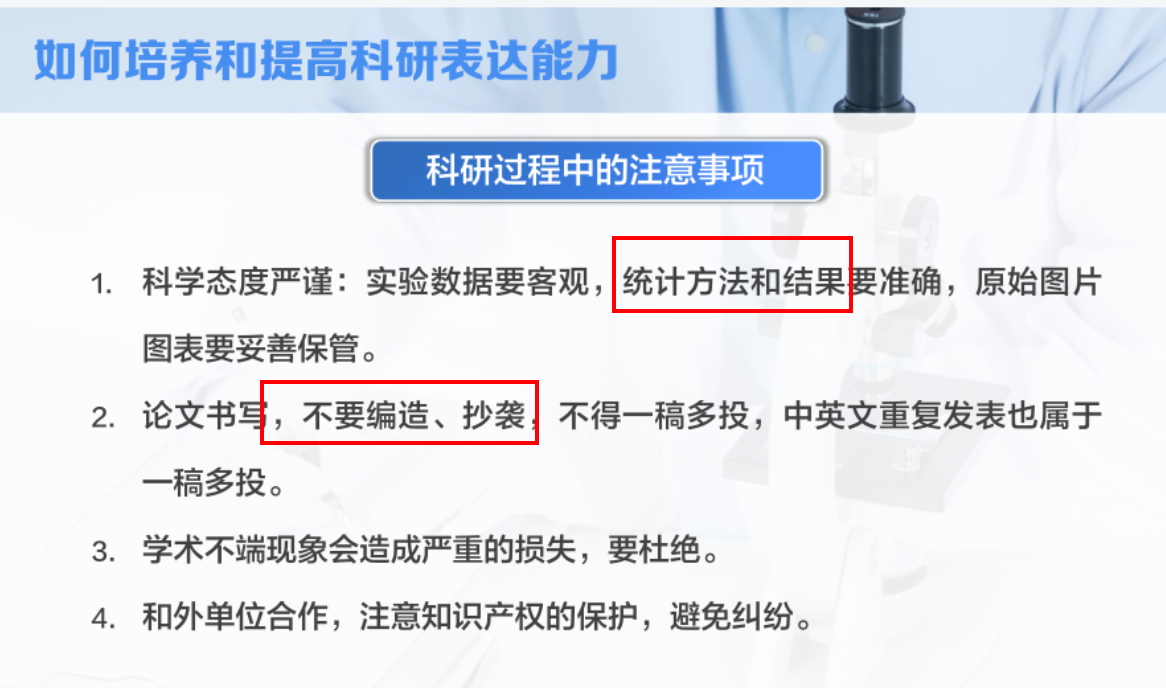 如何培养和提高科研表达能力
科研过程中的注意事项
1. 科学态度严谨：实验数据要客观，统计方法和结果要准确，原始图片
图表要妥善保管。
2. 论文书写，不要编造、抄袭，不得一稿多投，中英文重复发表也属于
一稿多投。
3. 学术不端现象会造成严重的损失，要杜绝。
4. 和外单位合作，注意知识产权的保护，避免纠纷。